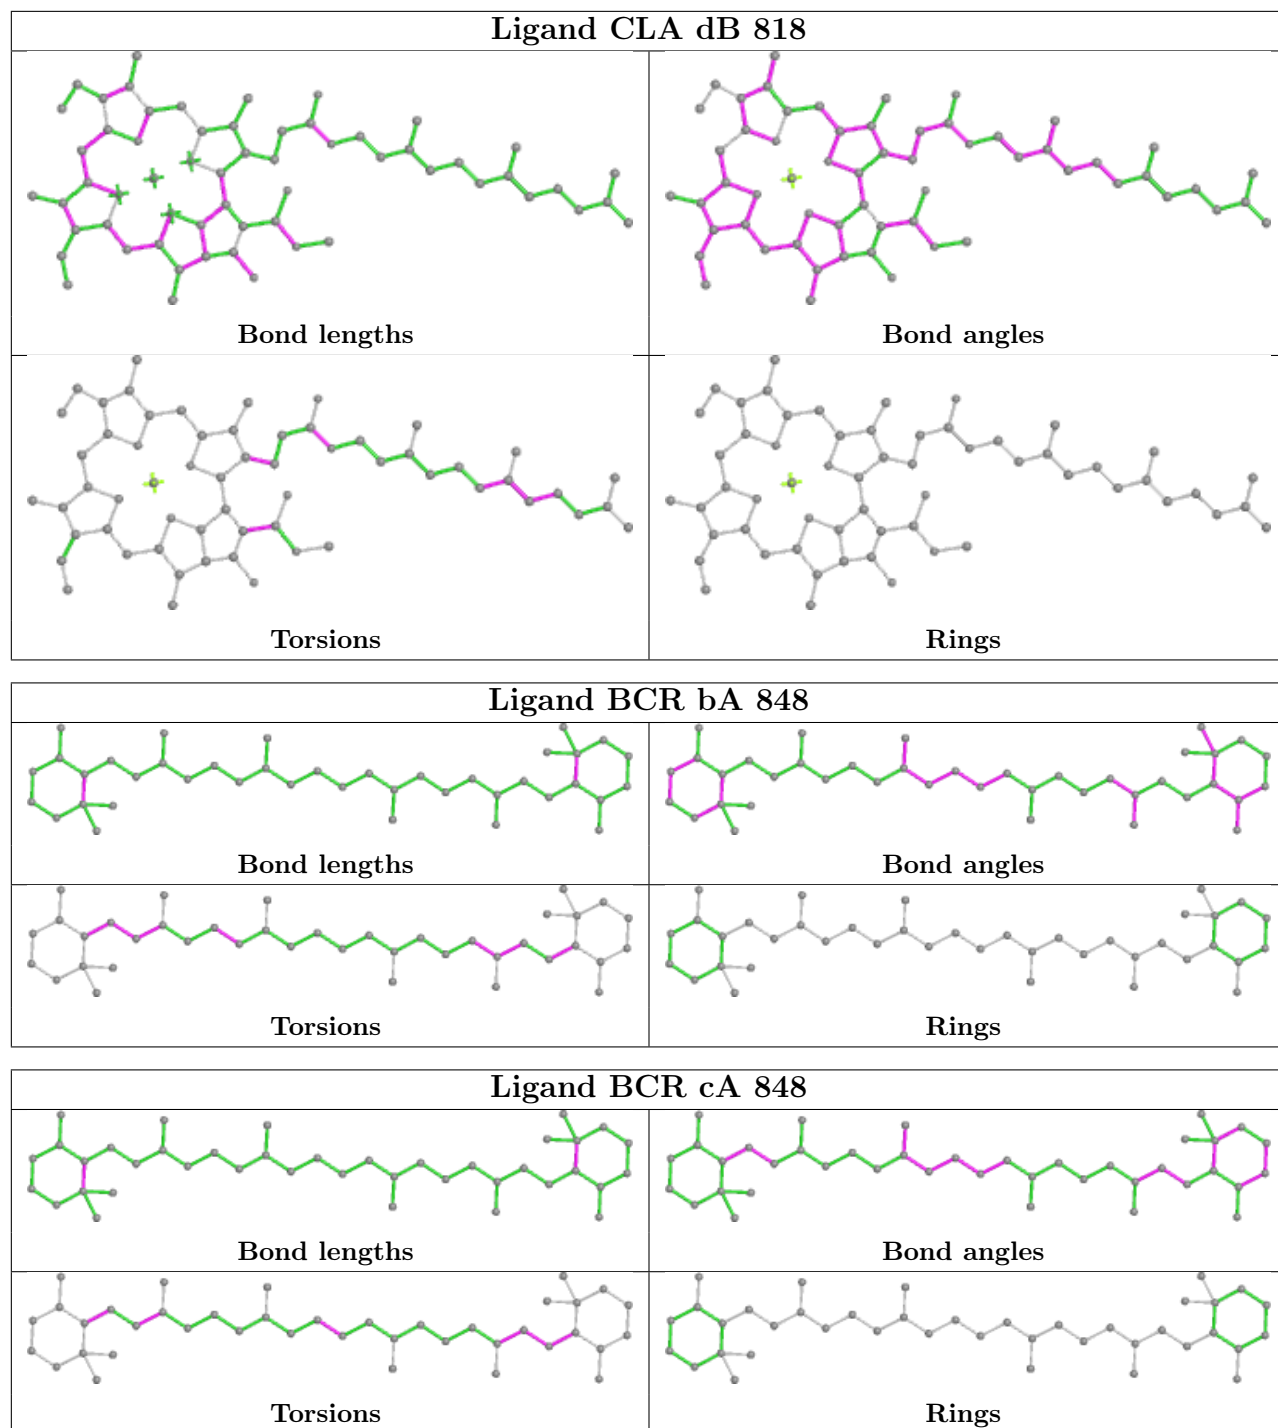 Ligand CLA dB 818
Bond lengths
Bond angles
Torsions
Rings
Ligand BCR bA 848
Bond lengths
Bond angles
Torsions
Rings
Ligand BCR cA 848
Bond lengths
Bond angles
Torsions
Rings